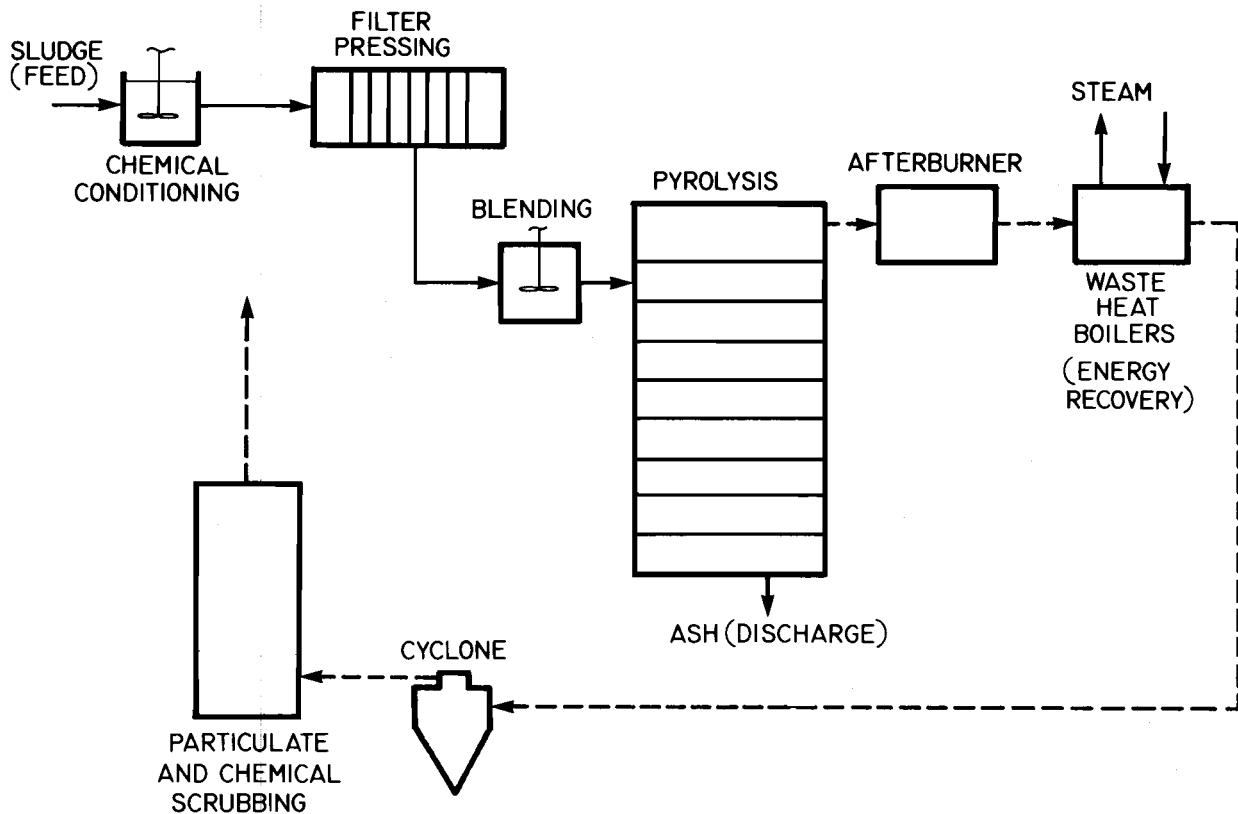 SLUDGE
(FEED)
CHEMICAL
CONDITIONING
FILTER
PRESSING
BLENDING
PYROLYSIS
AFTERBURNER
STEAM
WASTE
HEAT
BOILERS
(ENERGY
RECOVERY)
ASH (DISCHARGE)
CYCLONE
PARTICULATE
AND CHEMICAL
SCRUBBING